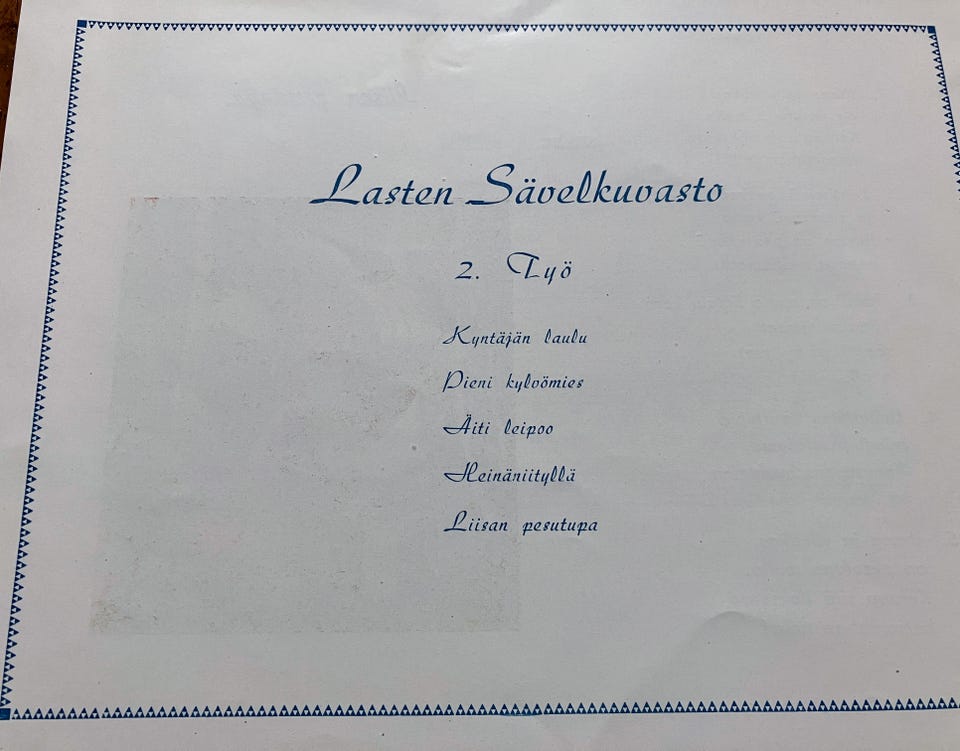 Lasten Sävelkuvasto
2. Työ
Kyntäjän laulu
Pieni kylvömies
Äiti leipoo
Heinäniityllä
Liisan pesutupa